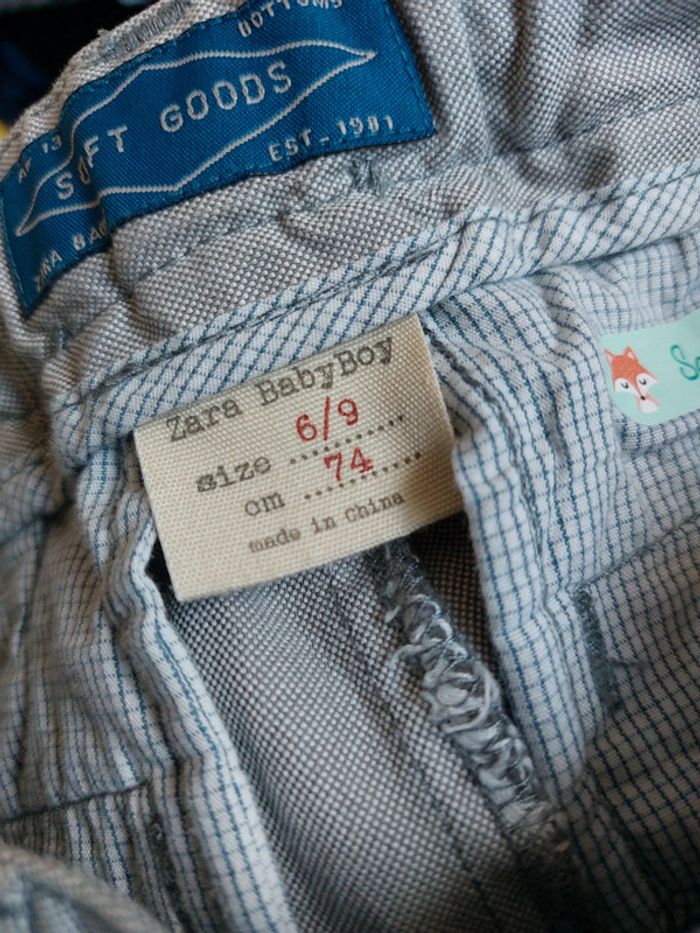 BOTTOMS
SOFT GOODS
EST-1981
Zara BabyBoy
size 6/9
cm 74
made in China